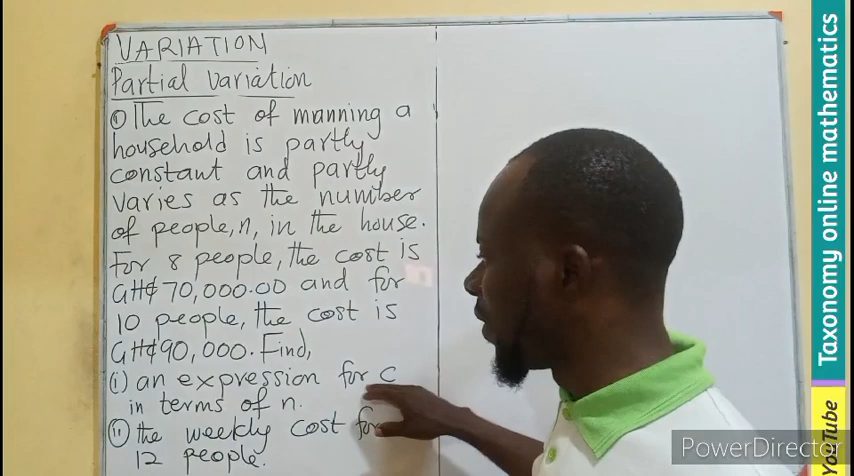 VARIATION
Partial variation
① The cost of manning a
household is partly
constant and partly
varies as the number
of people, n, in the house.
For 8 people, the cost is
GH₵70,000.00 and for
10 people, the cost is
GH₵90,000. Find,
(i) an expression for c
in terms of n.
(ii) the weekly cost for
12 people.
Taxonomy online mathematics
YouTube
PowerDirector